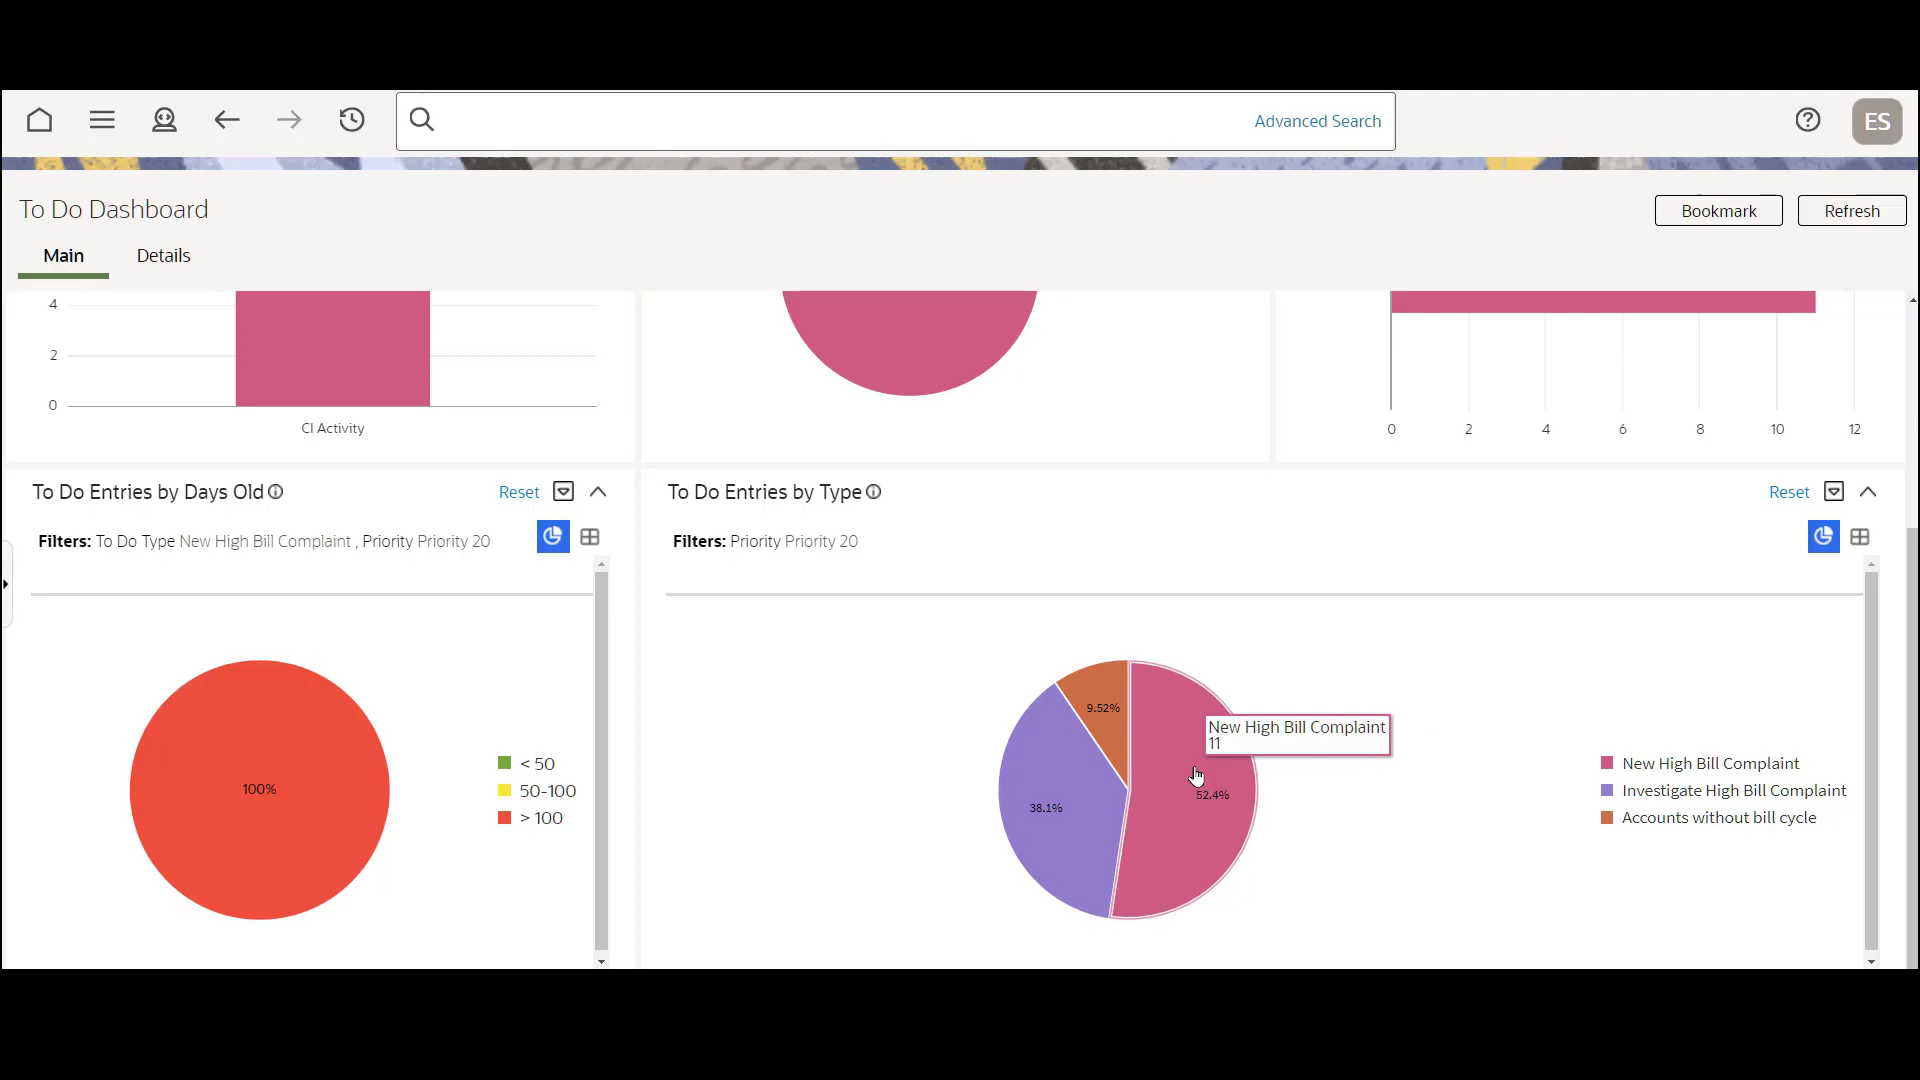 Advanced Search
ES
To Do Dashboard
Bookmark
Refresh
Main
Details
4
2
0
CI Activity
0
2
4
6
8
10
12
To Do Entries by Days Old
Reset
Filters: To Do Type New High Bill Complaint , Priority Priority 20
100%
< 50
50-100
> 100
To Do Entries by Type
Reset
Filters: Priority Priority 20
9.52%
38.1%
52.4%
New High Bill Complaint
11
New High Bill Complaint
Investigate High Bill Complaint
Accounts without bill cycle